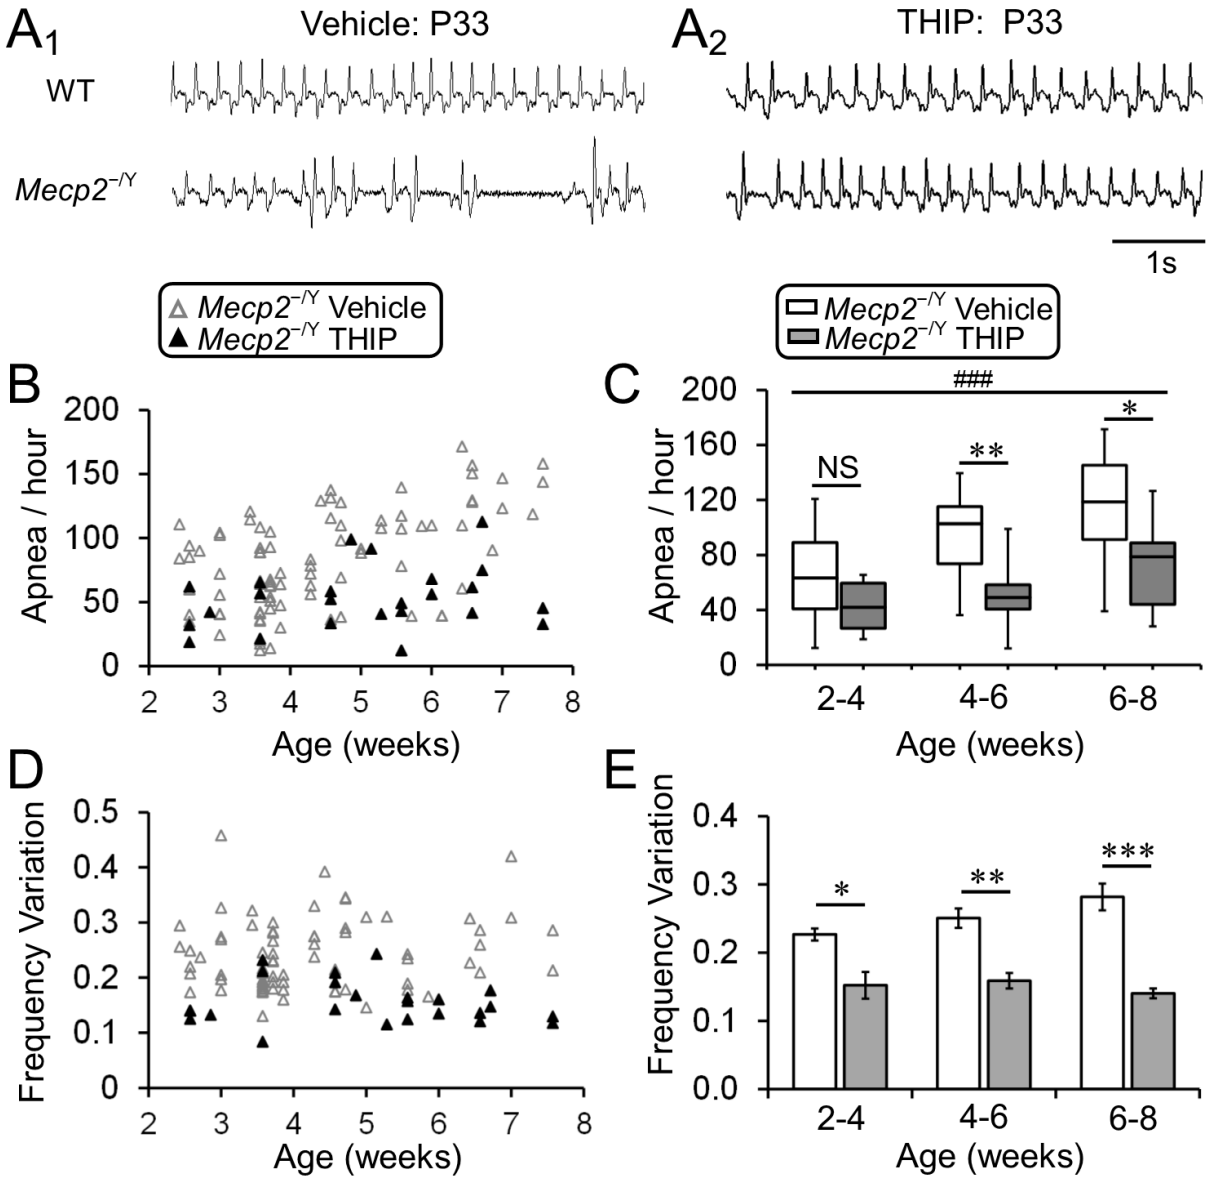 A1 Vehicle: P33
A2 THIP: P33
WT
Mecp2−/Y
1s
Mecp2−/Y Vehicle
Mecp2−/Y THIP
Mecp2−/Y Vehicle
Mecp2−/Y THIP
B
Apnea / hour
200
150
100
50
0
2 3 4 5 6 7 8
Age (weeks)
C
Apnea / hour
200
160
120
80
40
0
###
NS
**
*
2-4 4-6 6-8
Age (weeks)
D
Frequency Variation
0.5
0.4
0.3
0.2
0.1
0
2 3 4 5 6 7 8
Age (weeks)
E
Frequency Variation
0.4
0.3
0.2
0.1
0.0
*
**
***
2-4 4-6 6-8
Age (weeks)